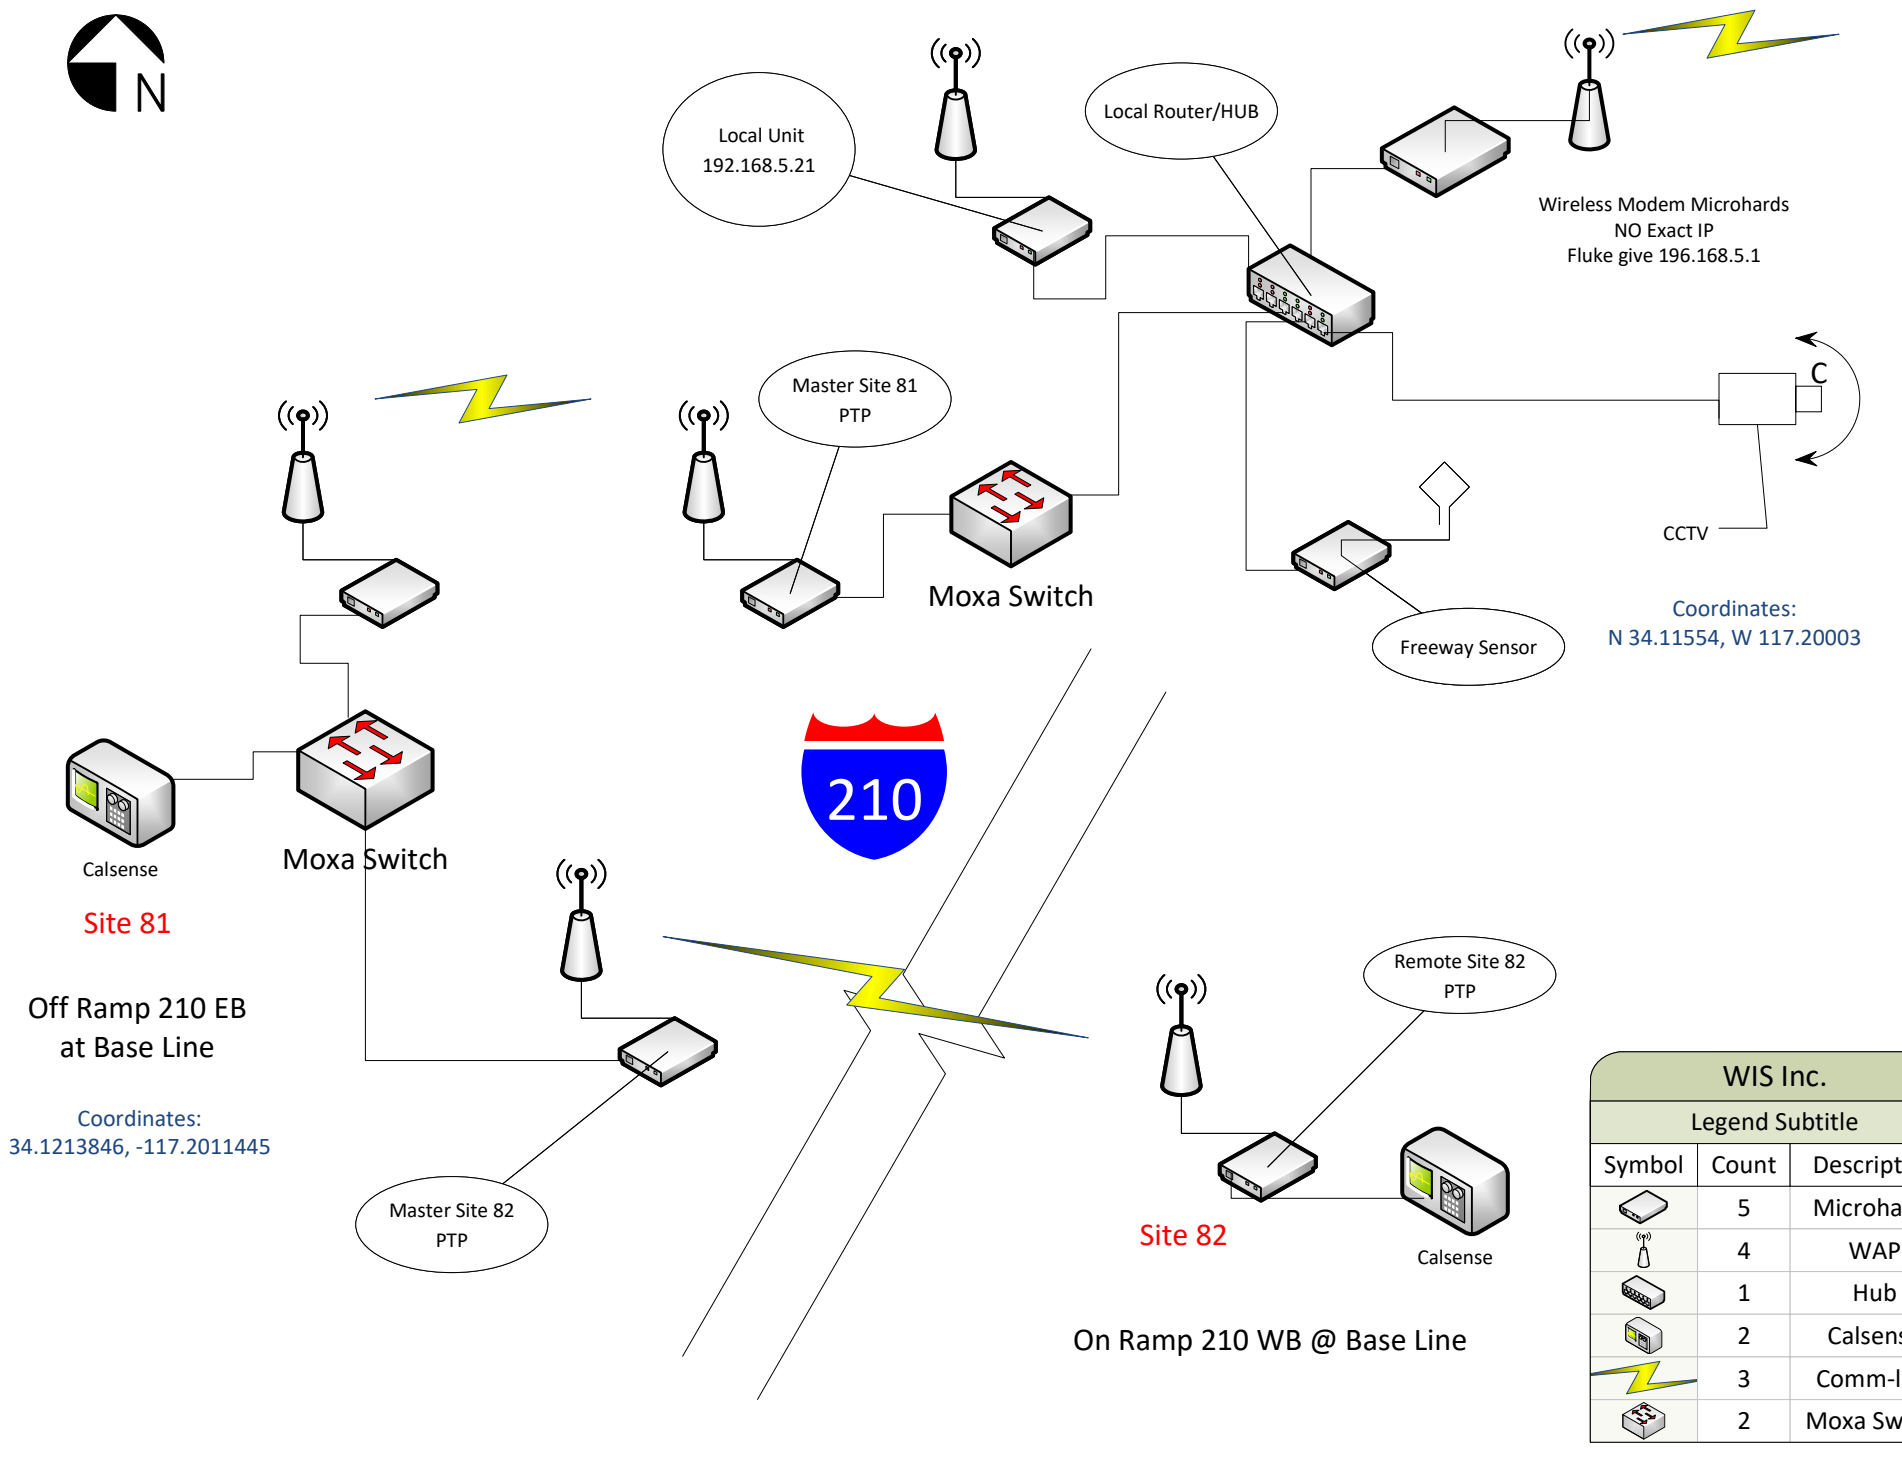 N
Local Unit
192.168.5.21
Local Router/HUB
Wireless Modem Microhards
NO Exact IP
Fluke give 196.168.5.1
Master Site 81
PTP
C
CCTV
Moxa Switch
Freeway Sensor
Coordinates:
N 34.11554, W 117.20003
210
Calsense
Moxa Switch
Site 81
Off Ramp 210 EB
at Base Line
Coordinates:
34.1213846, -117.2011445
Master Site 82
PTP
Remote Site 82
PTP
Site 82
Calsense
On Ramp 210 WB @ Base Line
WIS Inc.
Legend Subtitle
Symbol Count Descript
5 Microha
4 WAP
1 Hub
2 Calsens
3 Comm-l
2 Moxa Sw